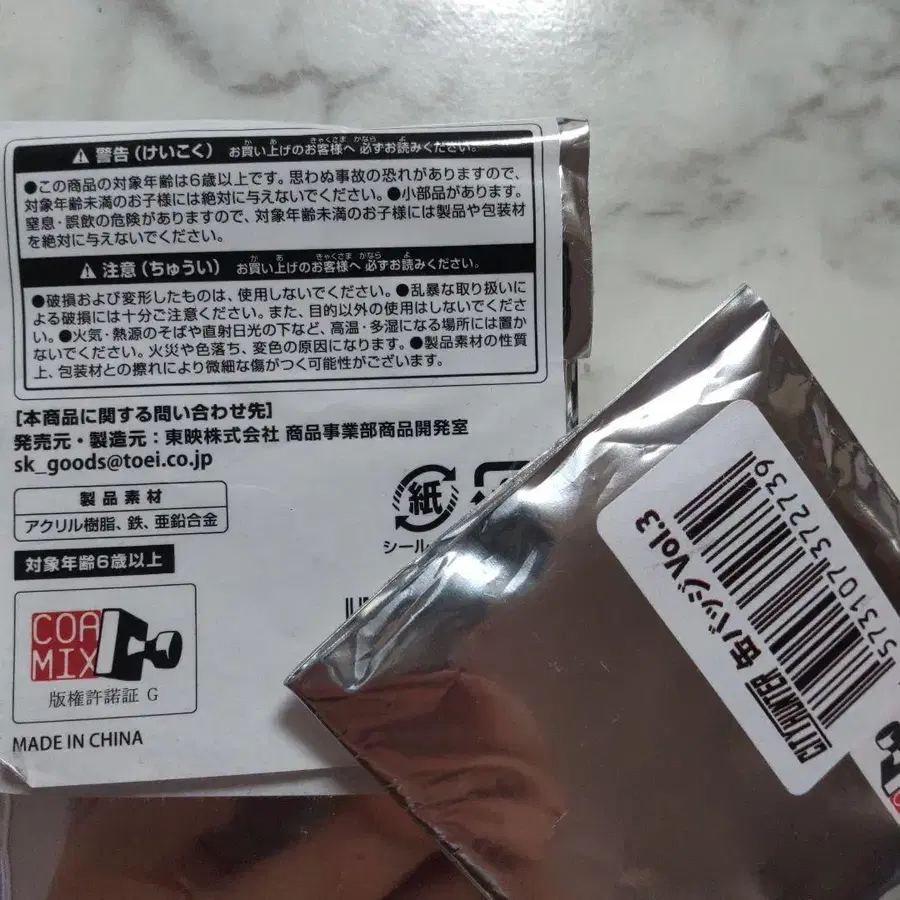 警告(けいこく) お買い上げのお客様へ 必ずお読みください。
●この商品の対象年齢は6歳以上です。思わぬ事故の恐れがありますので、
対象年齢未満のお子様には絶対に与えないでください。●小部品があります。
窒息・誤飲の危険がありますので、対象年齢未満のお子様には製品や包装材
を絶対に与えないでください。
注意(ちゅうい) お買い上げのお客様へ 必ずお読みください。
●破損および変形したものは、使用しないでください。●乱暴な取り扱いに
よる破損には十分ご注意ください。また、目的以外の使用はしないでくださ
い。●火気・熱源のそばや直射日光の下など、高温・多湿になる場所には置か
ないでください。火災や色落ち、変色の原因になります。●製品素材の性質
上、包装材との擦れにより微細な傷がつく可能性がございます。
[本商品に関する問い合わせ先]
発売元・製造元:東映株式会社 商品事業部商品開発室
sk_goods@toei.co.jp
製品素材
アクリル樹脂、鉄、亜鉛合金
対象年齢6歳以上
紙
シール
COA
MIX
版権許諾証 G
MADE IN CHINA
CITY HUNTER 缶バッジ Vol.3
573107 372739